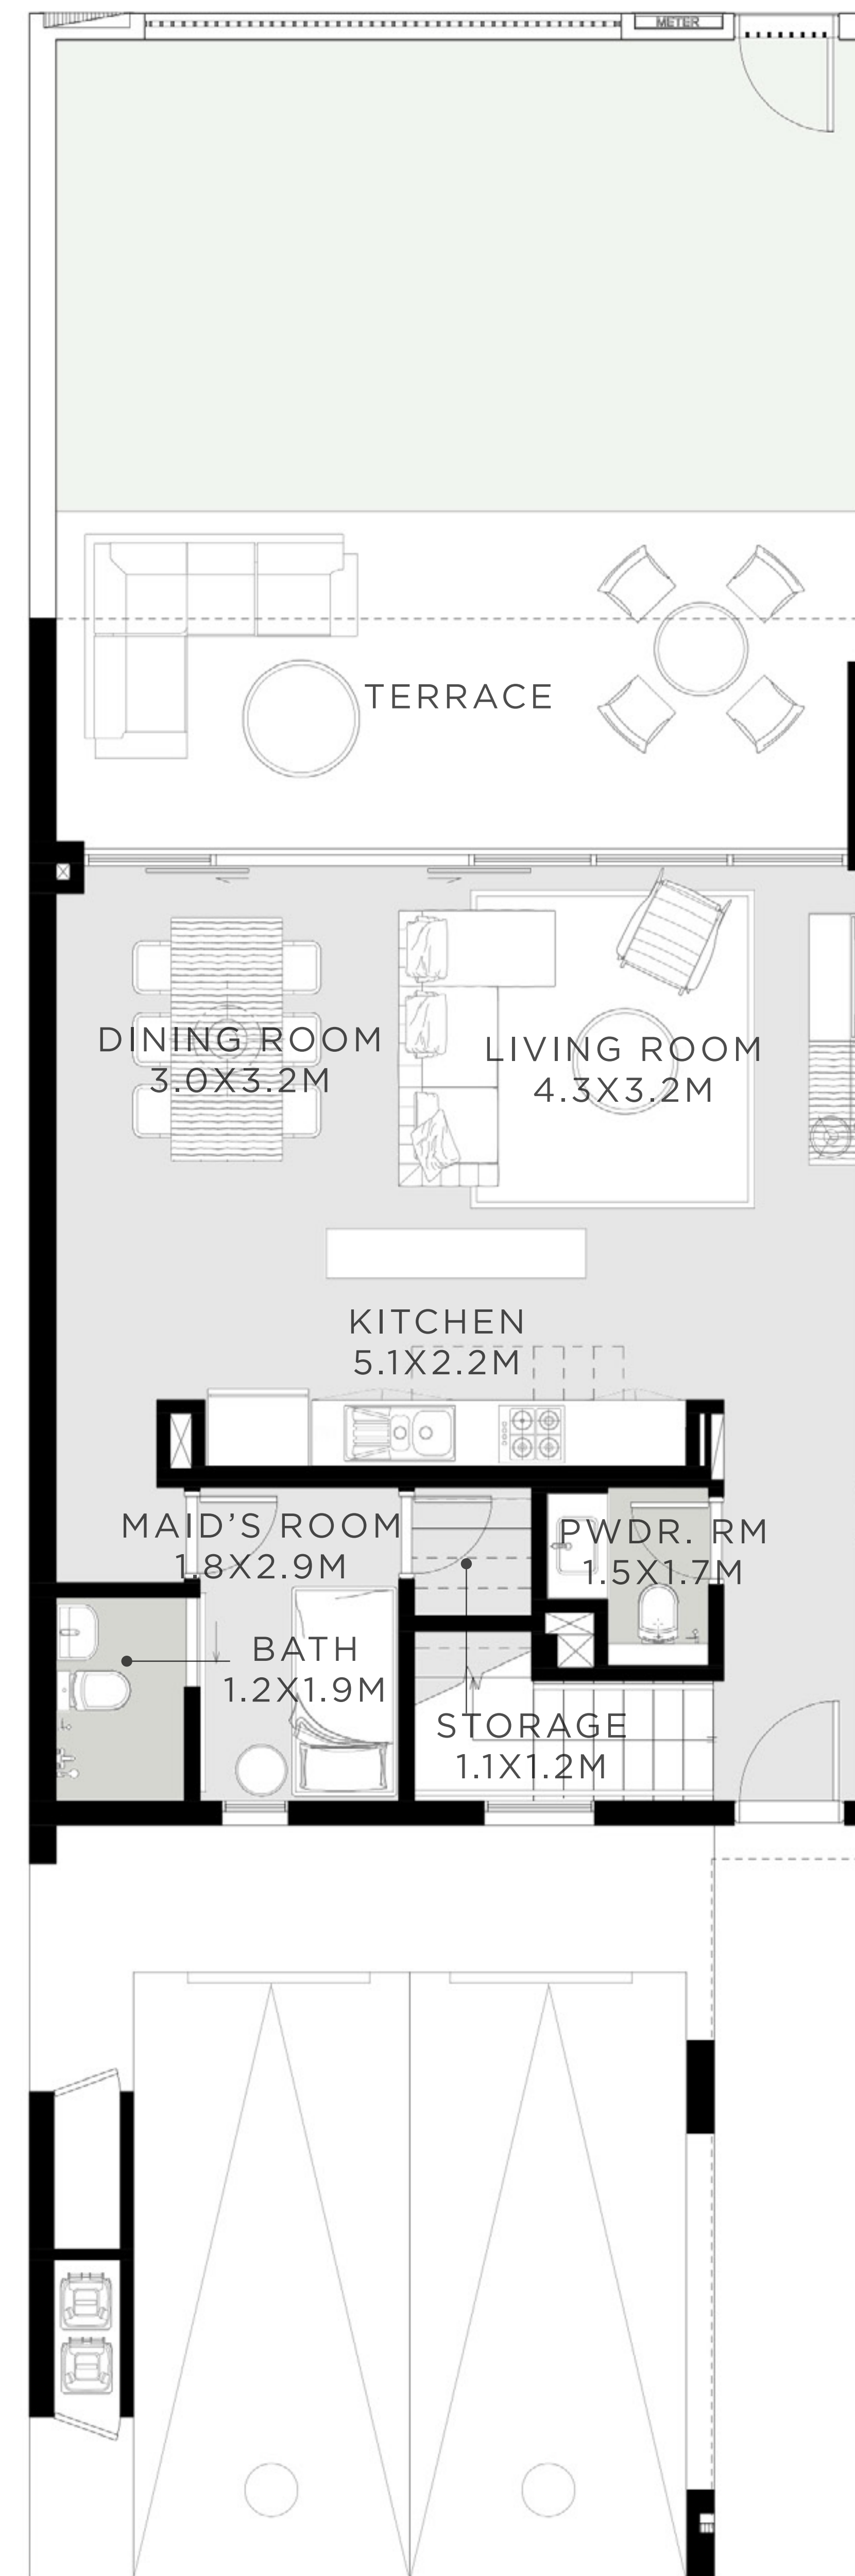 METER
TERRACE
DINING ROOM
3.0X3.2M
LIVING ROOM
4.3X3.2M
KITCHEN
5.1X2.2M
MAID'S ROOM
1.8X2.9M
PWDR. RM
1.5X1.7M
BATH
1.2X1.9M
STORAGE
1.1X1.2M